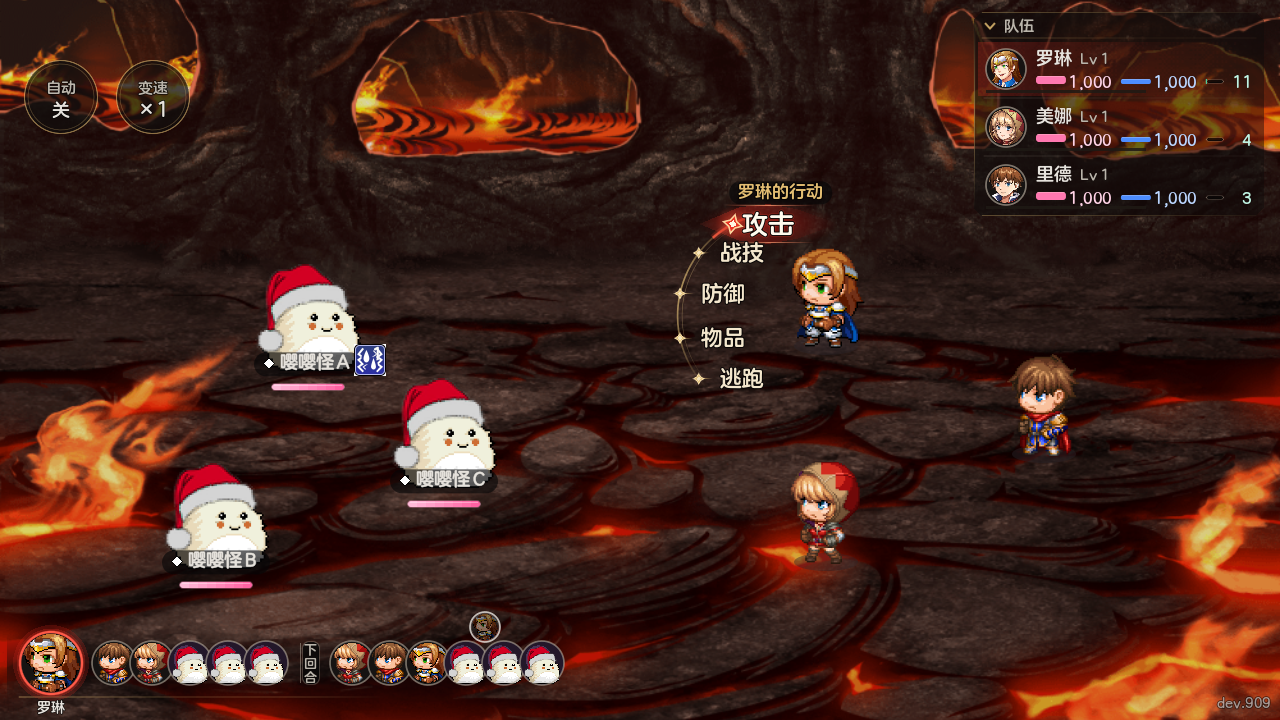 自动
关
变速
×1
队伍
罗琳 Lv 1
1,000 1,000 11
美娜 Lv 1
1,000 1,000 4
里德 Lv 1
1,000 1,000 3
罗琳的行动
攻击
战技
防御
物品
逃跑
嘤嘤怪A
嘤嘤怪C
嘤嘤怪B
下回合
罗琳
dev.909